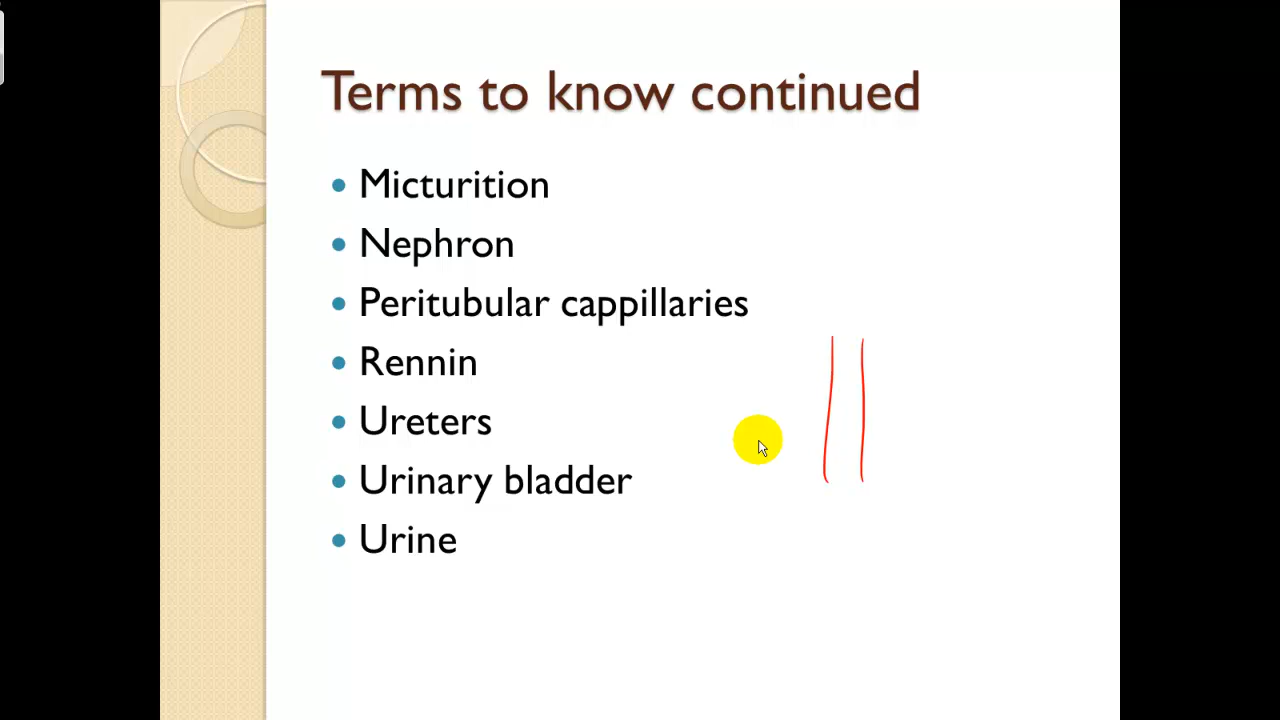 Terms to know continued
• Micturition
• Nephron
• Peritubular cappillaries
• Rennin
• Ureters
• Urinary bladder
• Urine